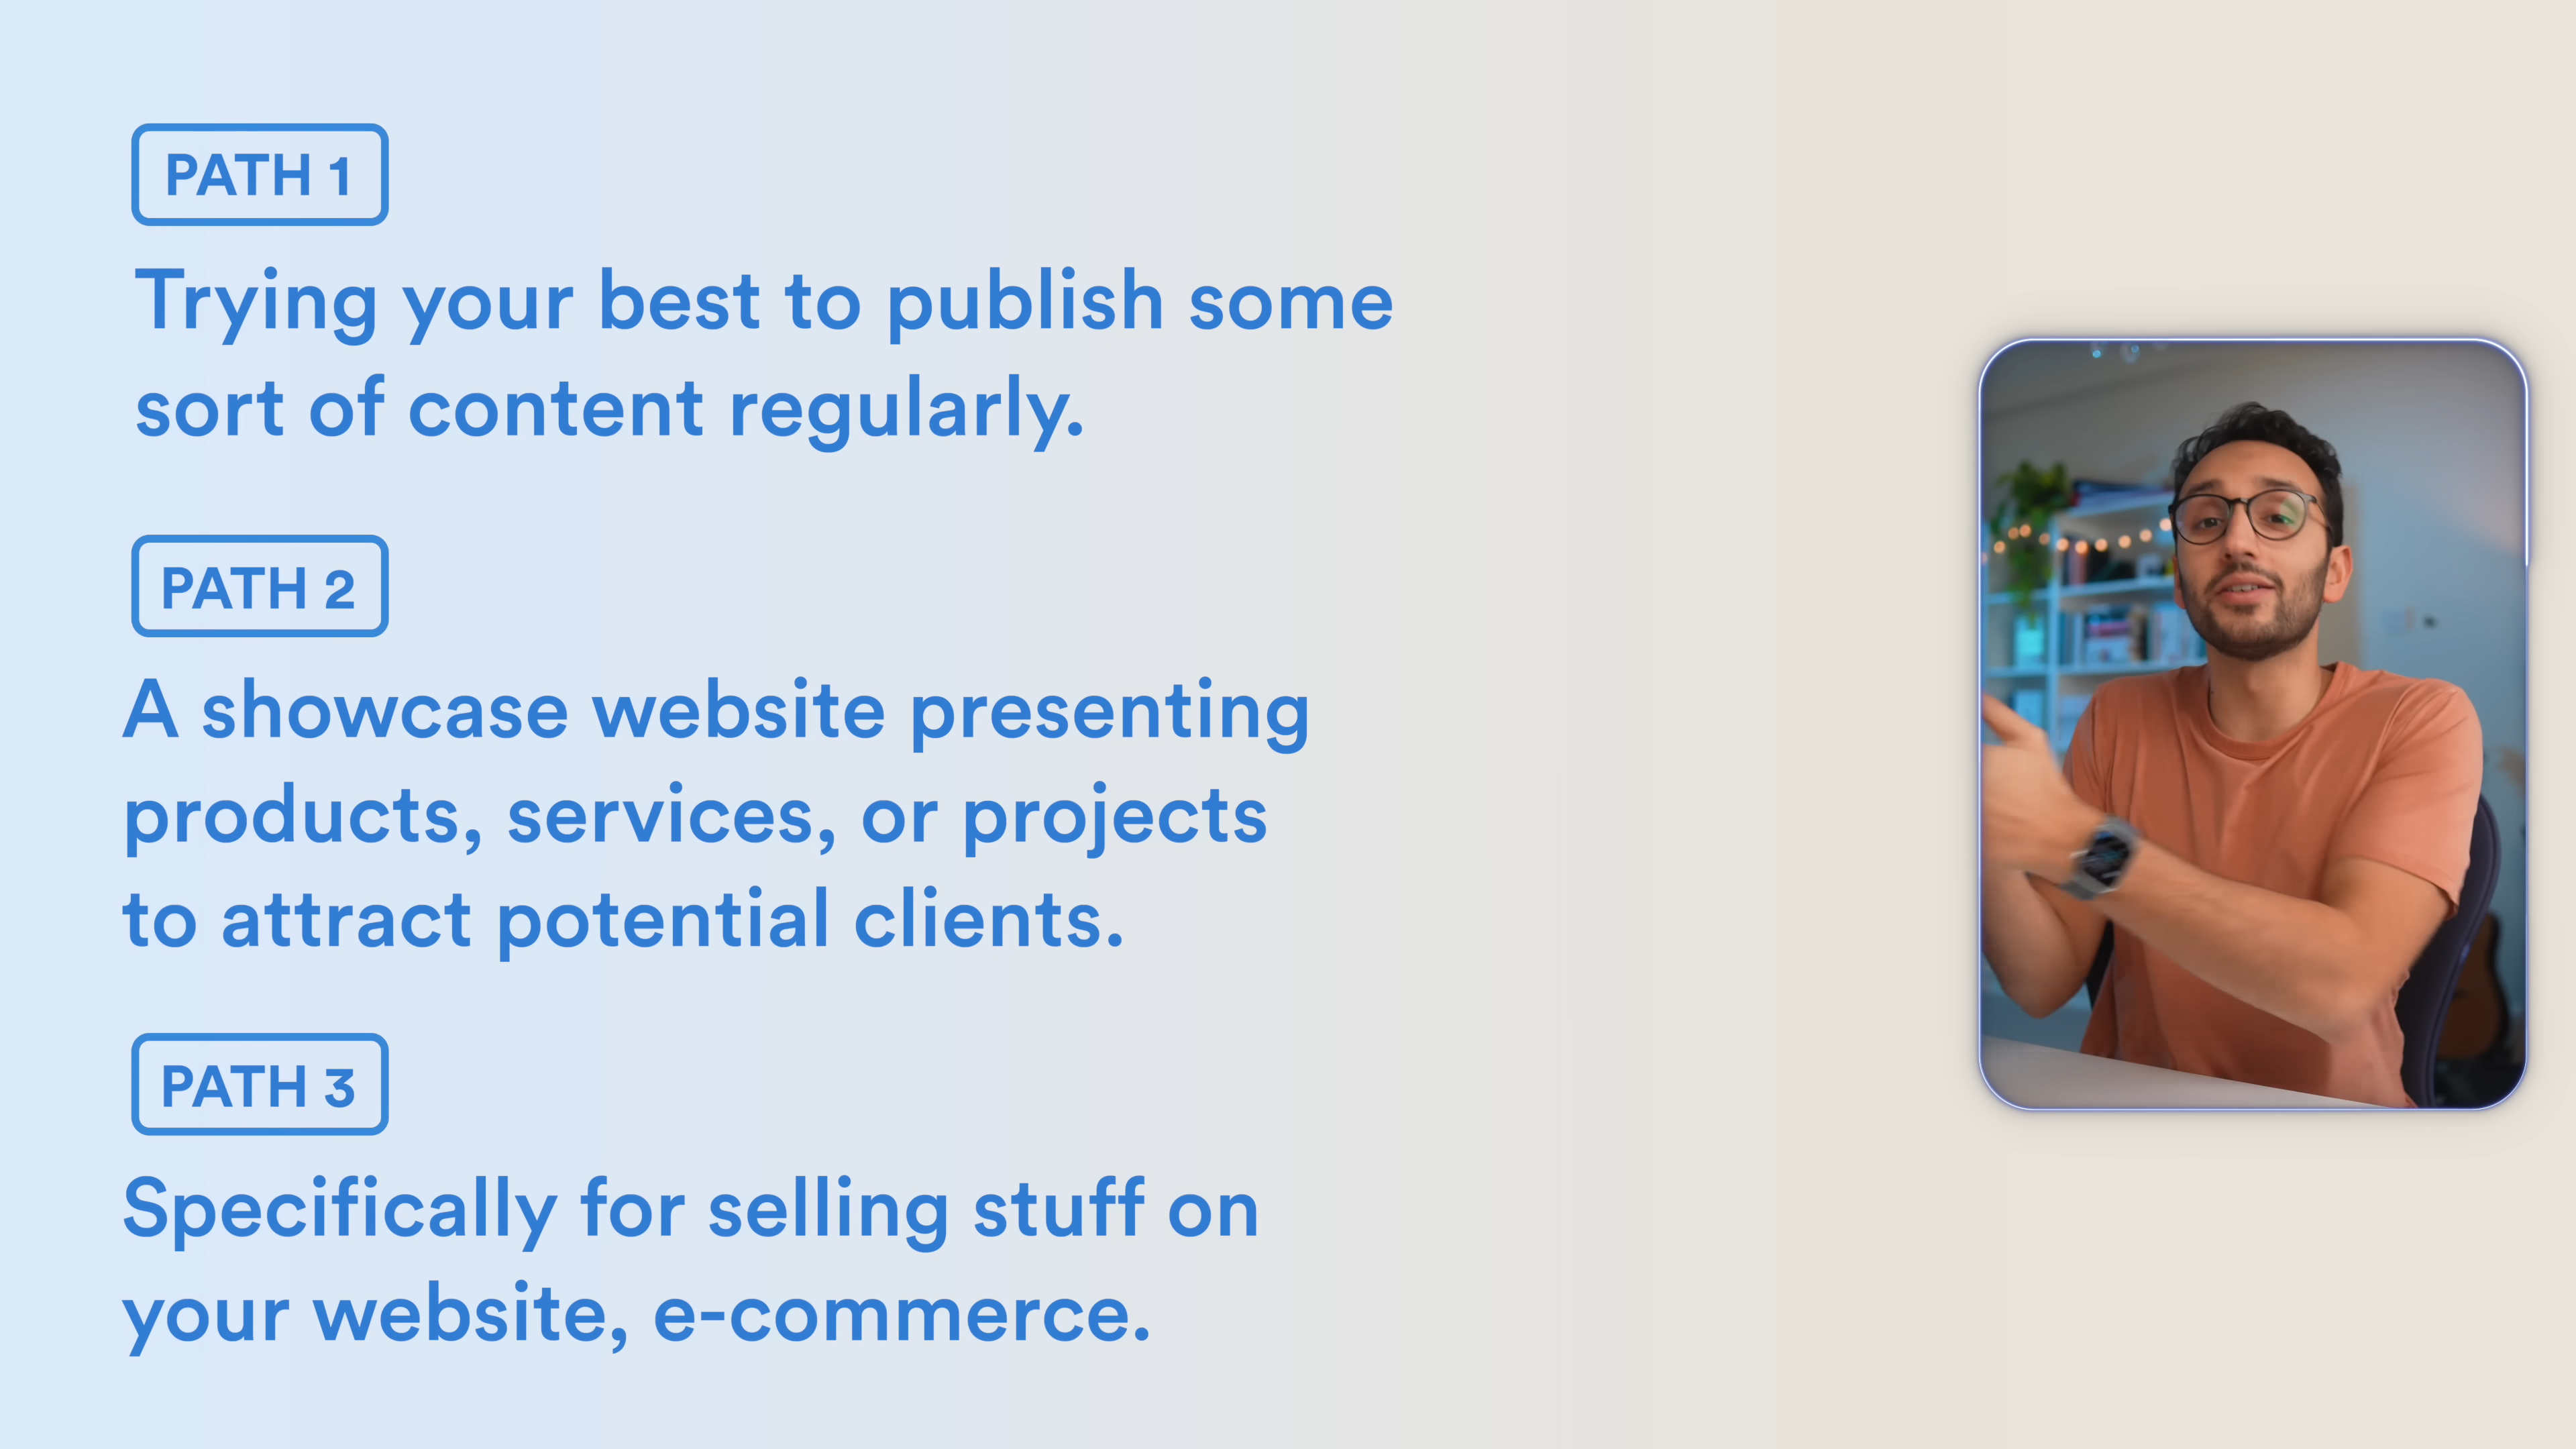 PATH 1
Trying your best to publish some
sort of content regularly.
PATH 2
A showcase website presenting
products, services, or projects
to attract potential clients.
PATH 3
Specifically for selling stuff on
your website, e-commerce.